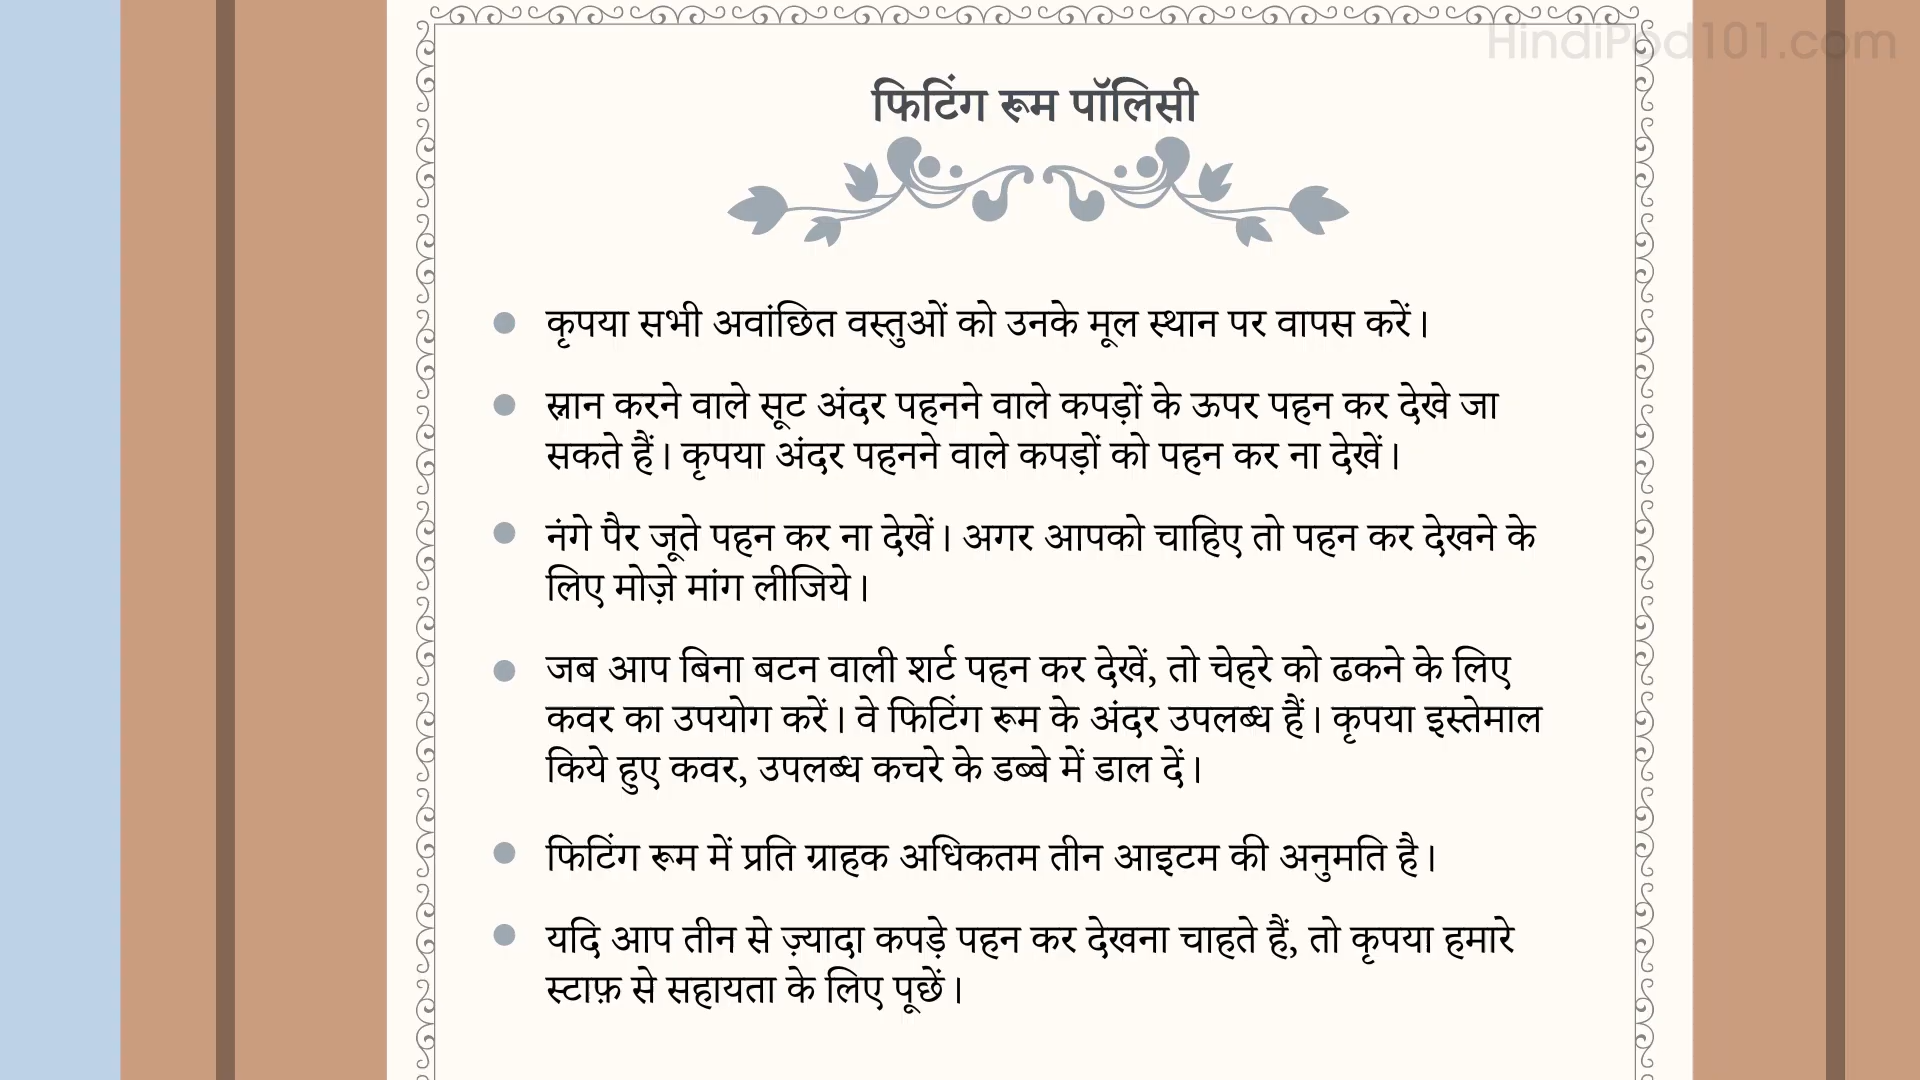 HindiPod101.com
फिटिंग रूम पॉलिसी
कृपया सभी अवांछित वस्तुओं को उनके मूल स्थान पर वापस करें।
स्नान करने वाले सूट अंदर पहनने वाले कपड़ों के ऊपर पहन कर देखे जा
सकते हैं। कृपया अंदर पहनने वाले कपड़ों को पहन कर ना देखें।
नंगे पैर जूते पहन कर ना देखें। अगर आपको चाहिए तो पहन कर देखने के
लिए मोज़े मांग लीजिये।
जब आप बिना बटन वाली शर्ट पहन कर देखें, तो चेहरे को ढकने के लिए
कवर का उपयोग करें। वे फिटिंग रूम के अंदर उपलब्ध हैं। कृपया इस्तेमाल
किये हुए कवर, उपलब्ध कचरे के डब्बे में डाल दें।
फिटिंग रूम में प्रति ग्राहक अधिकतम तीन आइटम की अनुमति है।
यदि आप तीन से ज़्यादा कपड़े पहन कर देखना चाहते हैं, तो कृपया हमारे
स्टाफ़ से सहायता के लिए पूछें।